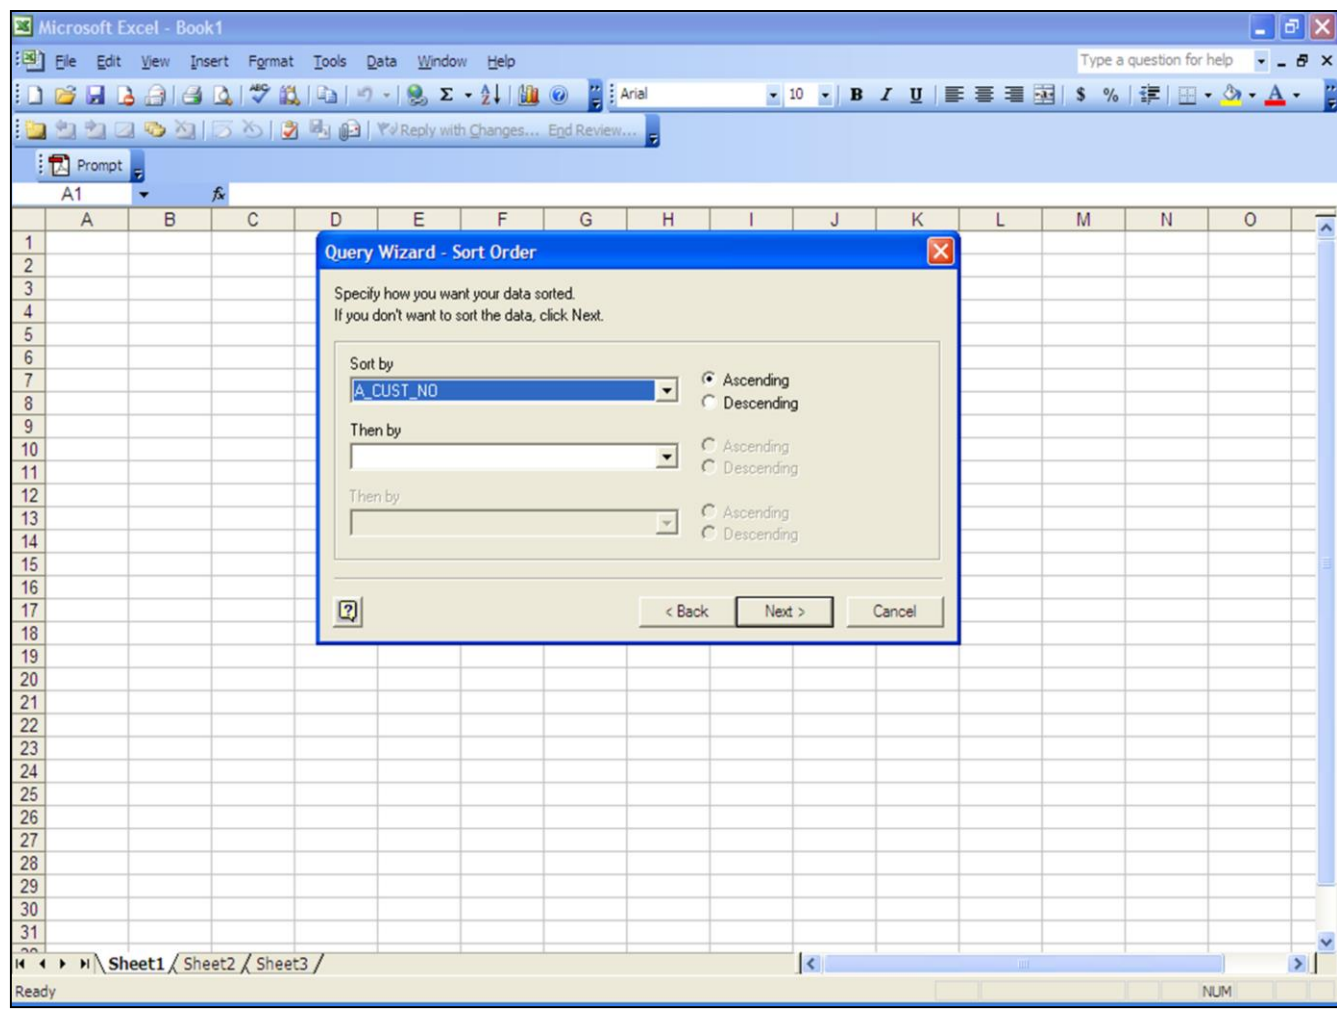 Microsoft Excel - Book1
File Edit View Insert Format Tools Data Window Help Type a question for help
Σ Arial 10 B I U $ % A
Reply with Changes... End Review...
Prompt
A1 fx
A B C D E F G H I J K L M N O
1
2
3
4
5
6
7
8
9
10
11
12
13
14
15
16
17
18
19
20
21
22
23
24
25
26
27
28
29
30
31
Query Wizard - Sort Order
Specify how you want your data sorted.
If you don't want to sort the data, click Next.
Sort by
A_CUST_NO
Ascending
Descending
Then by
Ascending
Descending
Then by
Ascending
Descending
< Back Next > Cancel
Sheet1 Sheet2 Sheet3
Ready NUM